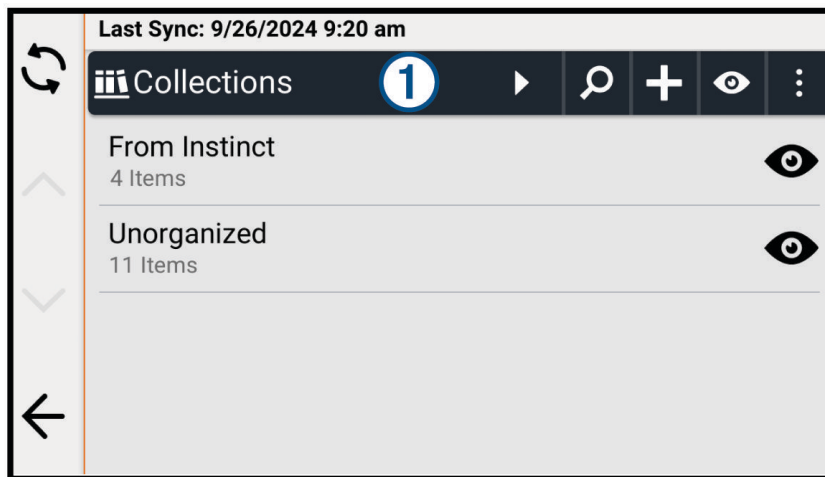 Last Sync: 9/26/2024 9:20 am
Collections 1
From Instinct
4 Items
Unorganized
11 Items